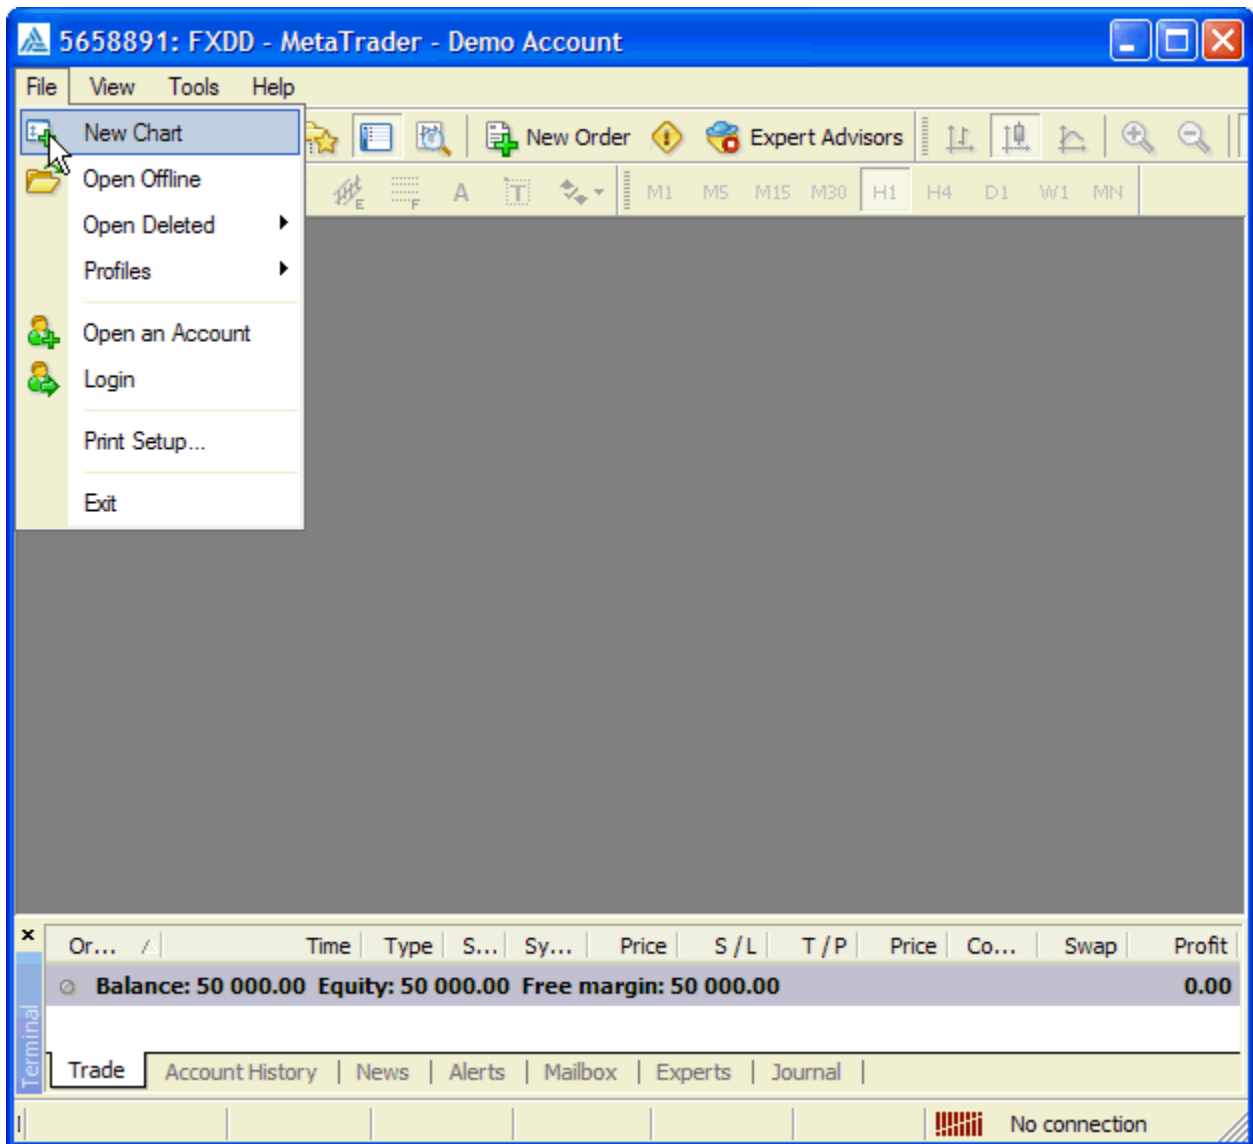 5658891: FXDD - MetaTrader - Demo Account
File View Tools Help
New Chart
New Order Expert Advisors
Open Offline
E F A T M1 M5 M15 M30 H1 H4 D1 W1 MN
Open Deleted
Profiles
Open an Account
Login
Print Setup...
Exit
Or... / Time Type S... Sy... Price S / L T / P Price Co... Swap Profit
Balance: 50 000.00 Equity: 50 000.00 Free margin: 50 000.00 0.00
Terminal
Trade Account History | News | Alerts | Mailbox | Experts | Journal |
No connection